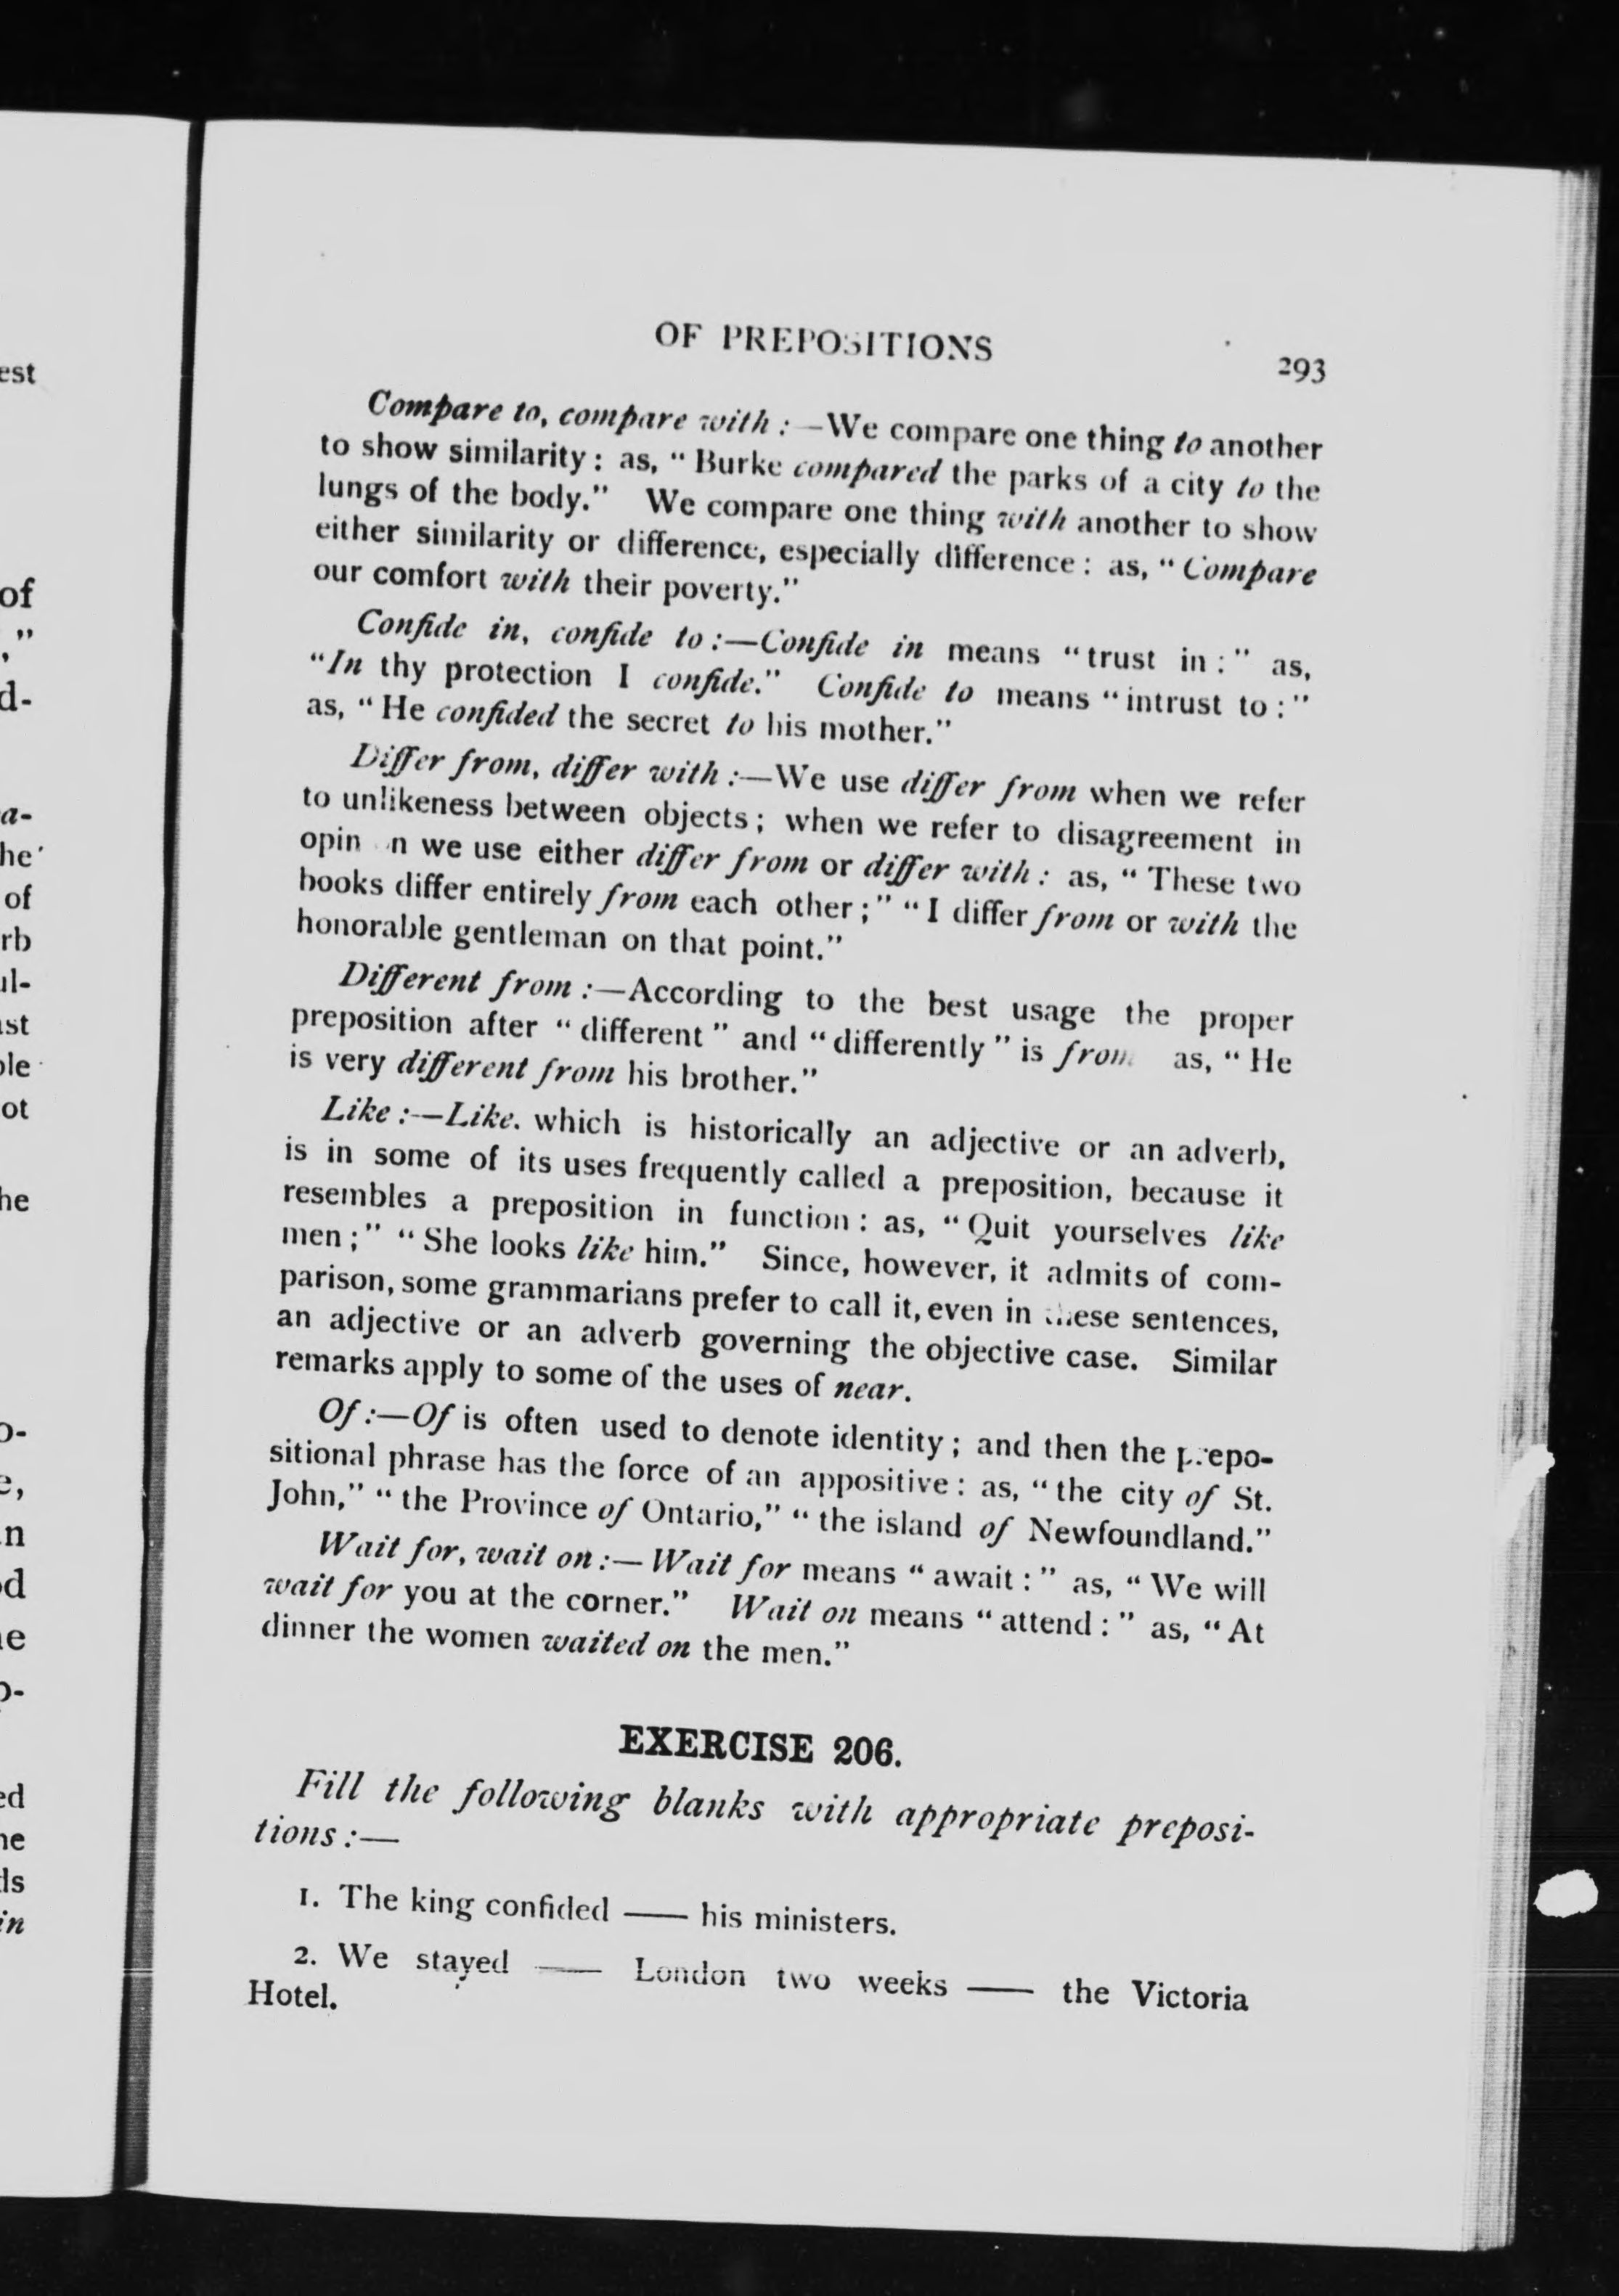 OF PREPOSITIONS
293
Compare to, compare with :—We compare one thing to another
to show similarity : as, “ Burke compared the parks of a city to the
lungs of the body.” We compare one thing with another to show
either similarity or difference, especially difference : as, “ Compare
our comfort with their poverty.”
Confide in, confide to :—Confide in means “ trust in : ” as,
“In thy protection I confide.” Confide to means “ intrust to : ”
as, “ He confided the secret to his mother.”
Differ from, differ with :—We use differ from when we refer
to unlikeness between objects ; when we refer to disagreement in
opin n we use either differ from or differ with : as, “ These two
books differ entirely from each other ; ” “ I differ from or with the
honorable gentleman on that point.”
Different from :—According to the best usage the proper
preposition after “ different ” and “ differently ” is from as, “ He
is very different from his brother.”
Like :—Like. which is historically an adjective or an adverb,
is in some of its uses frequently called a preposition, because it
resembles a preposition in function : as, “ Quit yourselves like
men ; ” “ She looks like him.” Since, however, it admits of com-
parison, some grammarians prefer to call it, even in these sentences,
an adjective or an adverb governing the objective case. Similar
remarks apply to some of the uses of near.
Of :—Of is often used to denote identity ; and then the prepo-
sitional phrase has the force of an appositive : as, “ the city of St.
John,” “ the Province of Ontario,” “ the island of Newfoundland.”
Wait for, wait on :— Wait for means “ await : ” as, “ We will
wait for you at the corner.” Wait on means “ attend : ” as, “ At
dinner the women waited on the men.”
EXERCISE 206.
Fill the following blanks with appropriate preposi-
tions :—
1. The king confided —— his ministers.
2. We stayed —— London two weeks —— the Victoria
Hotel.